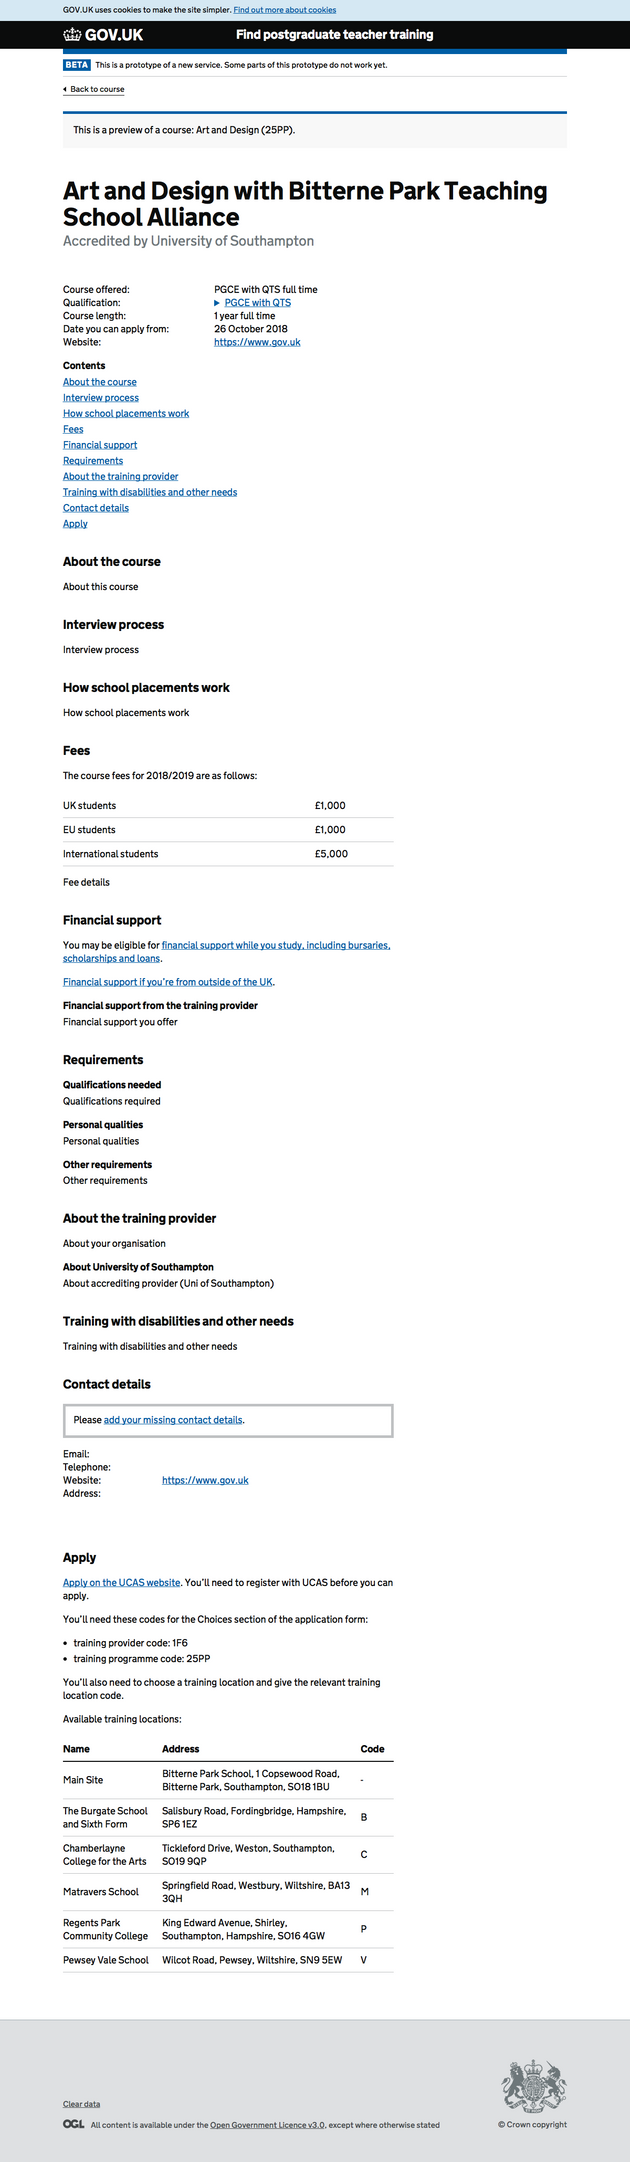 GOV.UK uses cookies to make the site simpler. Find out more about cookies
GOV.UK Find postgraduate teacher training
BETA This is a prototype of a new service. Some parts of this prototype do not work yet.
Back to course
This is a preview of a course: Art and Design (25PP).
Art and Design with Bitterne Park Teaching
School Alliance
Accredited by University of Southampton
Course offered: PGCE with QTS full time
Qualification: PGCE with QTS
Course length: 1 year full time
Date you can apply from: 26 October 2018
Website: https://www.gov.uk
Contents
About the course
Interview process
How school placements work
Fees
Financial support
Requirements
About the training provider
Training with disabilities and other needs
Contact details
Apply
About the course
About this course
Interview process
Interview process
How school placements work
How school placements work
Fees
The course fees for 2018/2019 are as follows:
UK students £1,000
EU students £1,000
International students £5,000
Fee details
Financial support
You may be eligible for financial support while you study, including bursaries,
scholarships and loans.
Financial support if you're from outside of the UK.
Financial support from the training provider
Financial support you offer
Requirements
Qualifications needed
Qualifications required
Personal qualities
Personal qualities
Other requirements
Other requirements
About the training provider
About your organisation
About University of Southampton
About accrediting provider (Uni of Southampton)
Training with disabilities and other needs
Training with disabilities and other needs
Contact details
Please add your missing contact details.
Email:
Telephone:
Website: https://www.gov.uk
Address:
Apply
Apply on the UCAS website. You'll need to register with UCAS before you can
apply.
You'll need these codes for the Choices section of the application form:
• training provider code: 1F6
• training programme code: 25PP
You'll also need to choose a training location and give the relevant training
location code.
Available training locations:
Name Address Code
Main Site Bitterne Park School, 1 Copsewood Road,
Bitterne Park, Southampton, SO18 1BU -
The Burgate School Salisbury Road, Fordingbridge, Hampshire,
and Sixth Form SP6 1EZ B
Chamberlayne Tickleford Drive, Weston, Southampton,
College for the Arts SO19 9QP C
Matravers School Springfield Road, Westbury, Wiltshire, BA13
3QH M
Regents Park King Edward Avenue, Shirley,
Community College Southampton, Hampshire, SO16 4GW P
Pewsey Vale School Wilcot Road, Pewsey, Wiltshire, SN9 5EW V
Clear data
OGL All content is available under the Open Government Licence v3.0, except where otherwise stated
© Crown copyright